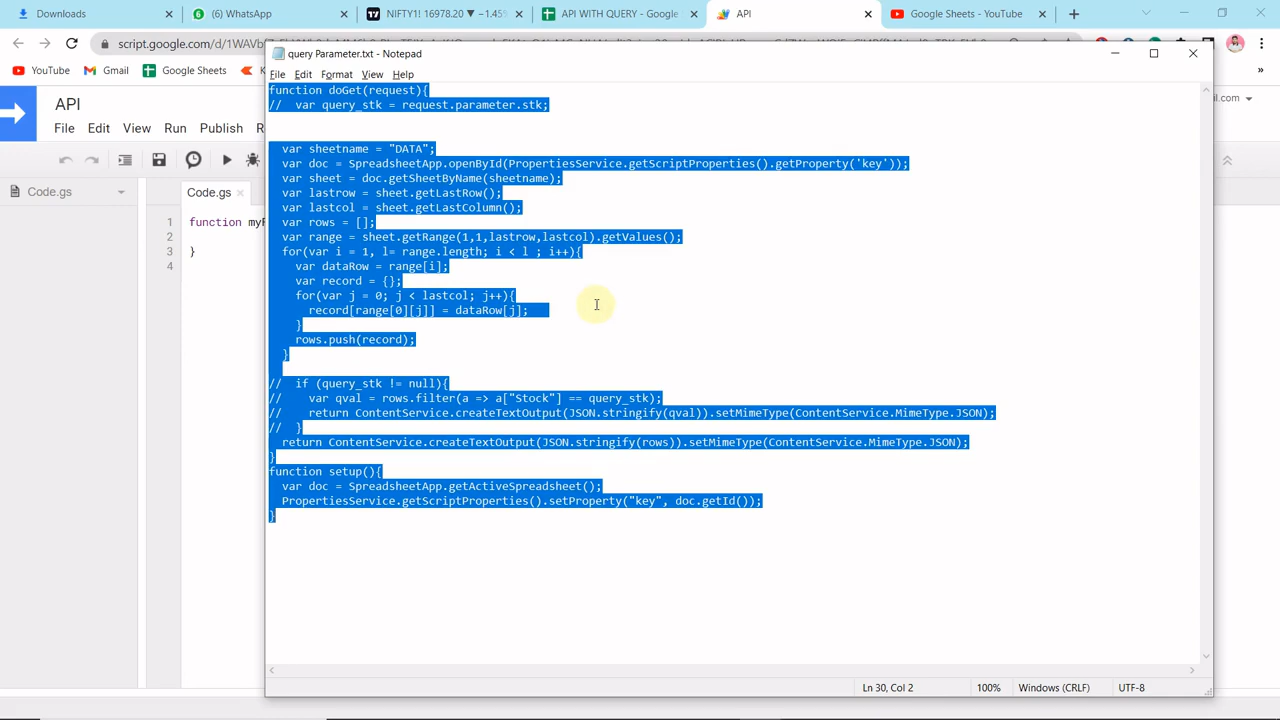 Downloads
(6) WhatsApp
NIFTY1! 16978.20 ▼ −1.45%
API WITH QUERY - Google
API
Google Sheets - YouTube
script.google.com/d/1WAVb
YouTube
Gmail
Google Sheets
»
query Parameter.txt - Notepad
File Edit Format View Help
API
File Edit View Run Publish
il.com
Code.gs
Code.gs
1 function myF
2
3 }
4
function doGet(request){
//  var query_stk = request.parameter.stk;
var sheetname = "DATA";
var doc = SpreadsheetApp.openById(PropertiesService.getScriptProperties().getProperty('key'));
var sheet = doc.getSheetByName(sheetname);
var lastrow = sheet.getLastRow();
var lastcol = sheet.getLastColumn();
var rows = [];
var range = sheet.getRange(1,1,lastrow,lastcol).getValues();
for(var i = 1, l= range.length; i < l ; i++){
var dataRow = range[i];
var record = {};
for(var j = 0; j < lastcol; j++){
record[range[0][j]] = dataRow[j];
}
rows.push(record);
}
//  if (query_stk != null){
//    var qval = rows.filter(a => a["Stock"] == query_stk);
//    return ContentService.createTextOutput(JSON.stringify(qval)).setMimeType(ContentService.MimeType.JSON);
//  }
return ContentService.createTextOutput(JSON.stringify(rows)).setMimeType(ContentService.MimeType.JSON);
}
function setup(){
var doc = SpreadsheetApp.getActiveSpreadsheet();
PropertiesService.getScriptProperties().setProperty("key", doc.getId());
}
Ln 30, Col 2
100%
Windows (CRLF)
UTF-8